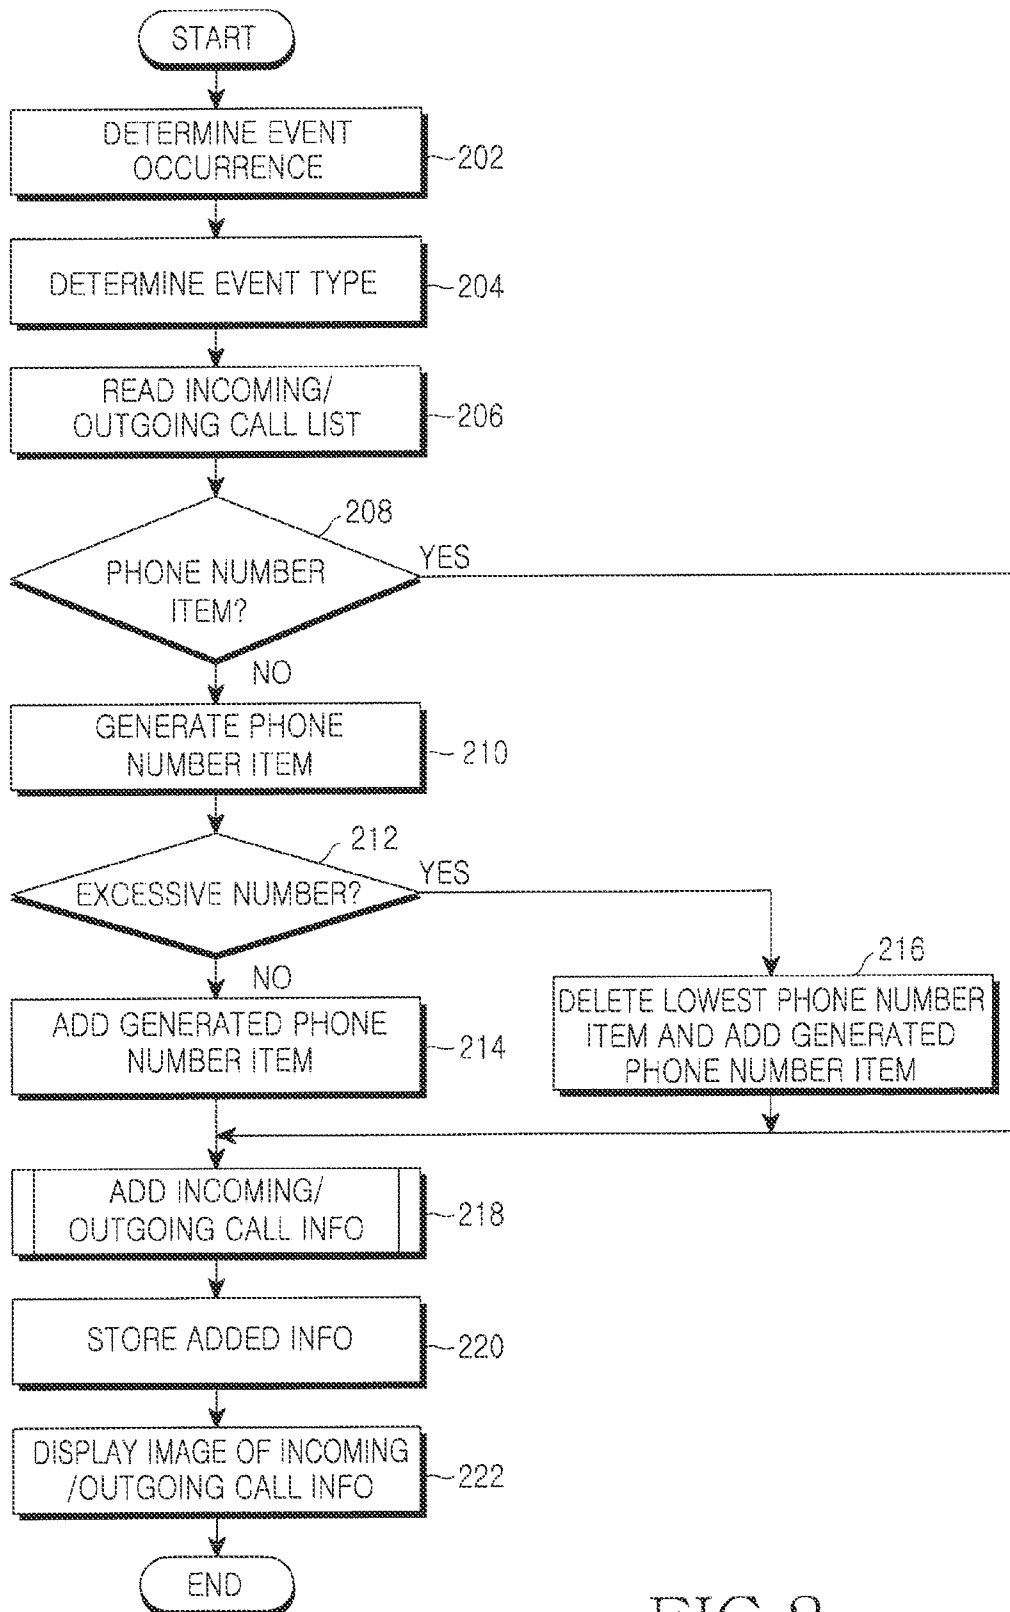 START
DETERMINE EVENT
OCCURRENCE
202
DETERMINE EVENT TYPE
204
READ INCOMING/
OUTGOING CALL LIST
206
208
PHONE NUMBER
ITEM?
YES
NO
GENERATE PHONE
NUMBER ITEM
210
212
EXCESSIVE NUMBER?
YES
NO
216
DELETE LOWEST PHONE NUMBER
ITEM AND ADD GENERATED
PHONE NUMBER ITEM
ADD GENERATED PHONE
NUMBER ITEM
214
ADD INCOMING/
OUTGOING CALL INFO
218
STORE ADDED INFO
220
DISPLAY IMAGE OF INCOMING
/OUTGOING CALL INFO
222
END